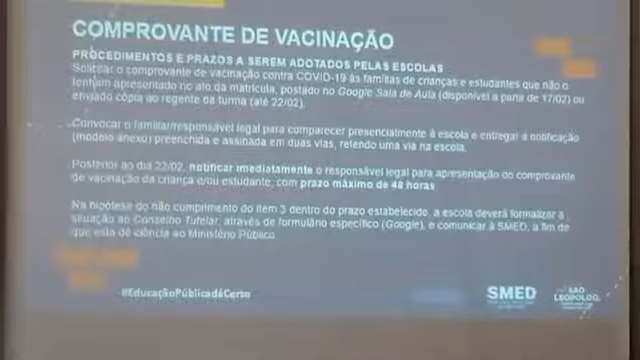 COMPROVANTE DE VACINAÇÃO
PROCEDIMENTOS E PRAZOS A SEREM ADOTADOS PELAS ESCOLAS
Solicitar o comprovante de vacinação contra COVID-19 às famílias de crianças e estudantes que não o
tenham apresentado no ato da matrícula, postado no Google Sala de Aula (disponível a partir de 17/02) ou
enviado cópia ao regente da turma (até 22/02).
Convocar o familiar/responsável legal para comparecer presencialmente à escola e entregar a notificação
(modelo anexo) preenchida e assinada em duas vias, retendo uma via na escola.
Posterior ao dia 22/02, notificar imediatamente o responsável legal para apresentação do comprovante
de vacinação da criança e/ou estudante, com prazo máximo de 48 horas
Na hipótese do não cumprimento do item 3 dentro do prazo estabelecido, a escola deverá formalizar a
situação ao Conselho Tutelar, através de formulário específico (Google), e comunicar à SMED, a fim de
que esta dê ciência ao Ministério Público.
#EducaçãoPúblicadáCerto
SMED
SÃO
LEOPOLDO